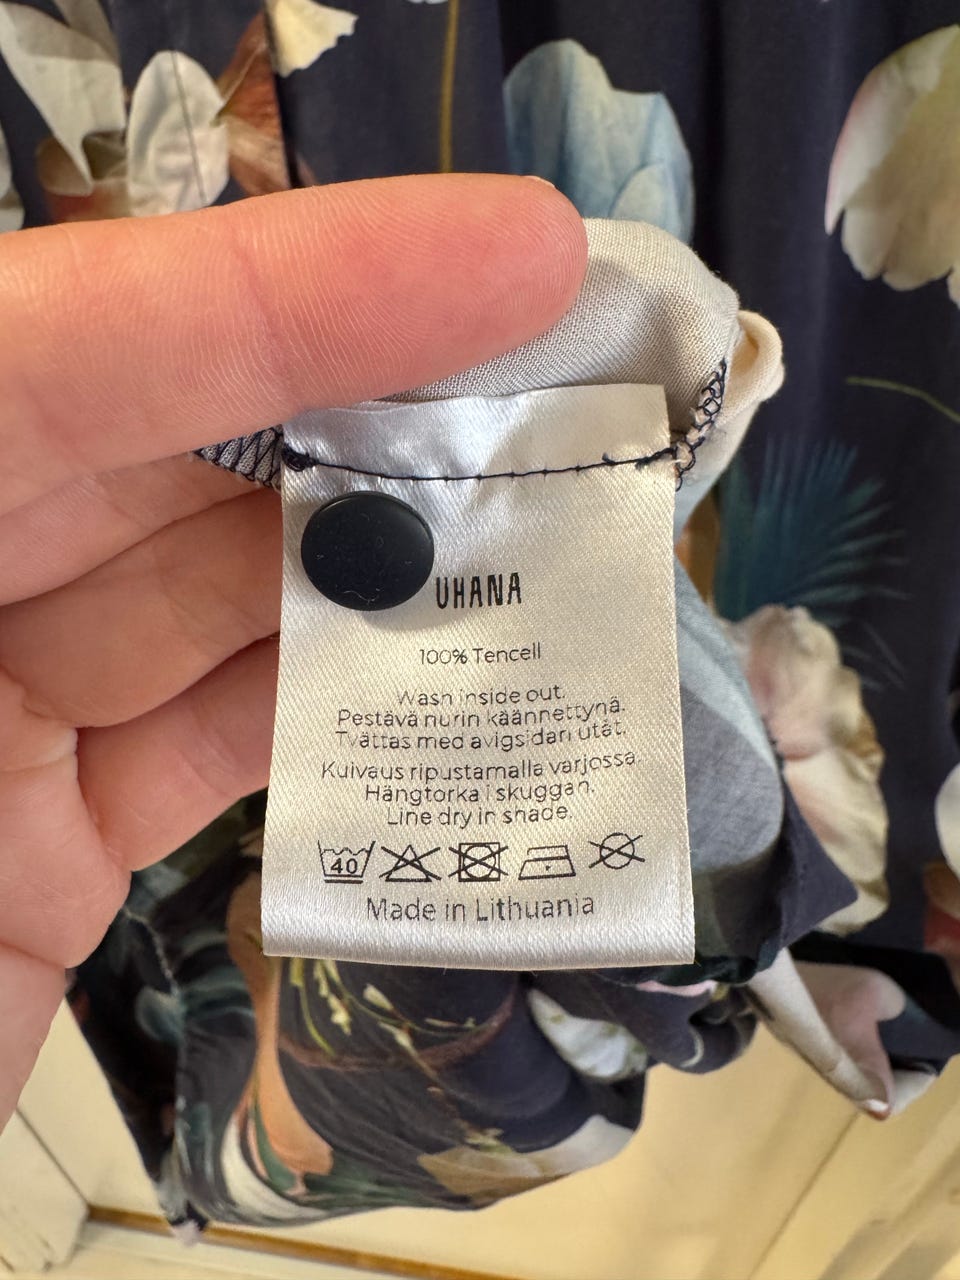 UHANA
100% Tencell
Wash inside out.
Pestävä nurin käännettynä.
Tvättas med avigsidan utåt.
Kuivaus ripustamalla varjossa
Hängtorka i skuggan.
Line dry in shade.
40
Made in Lithuania